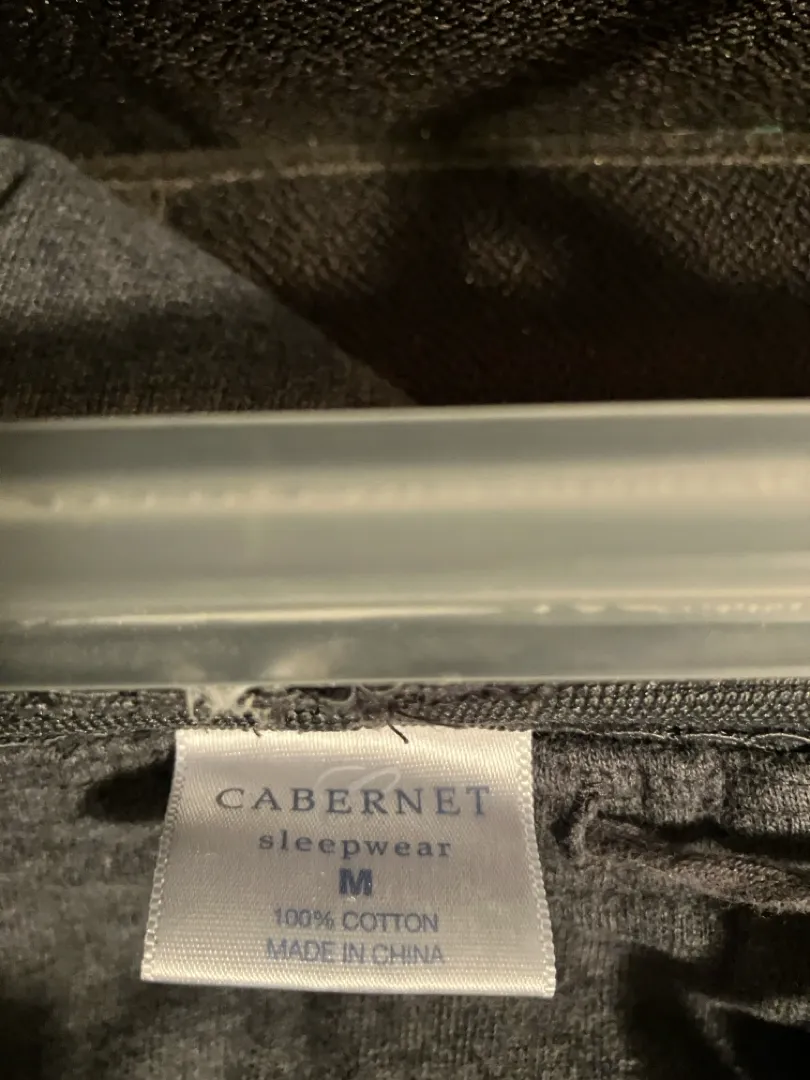 CABERNET
sleepwear
M
100% COTTON
MADE IN CHINA